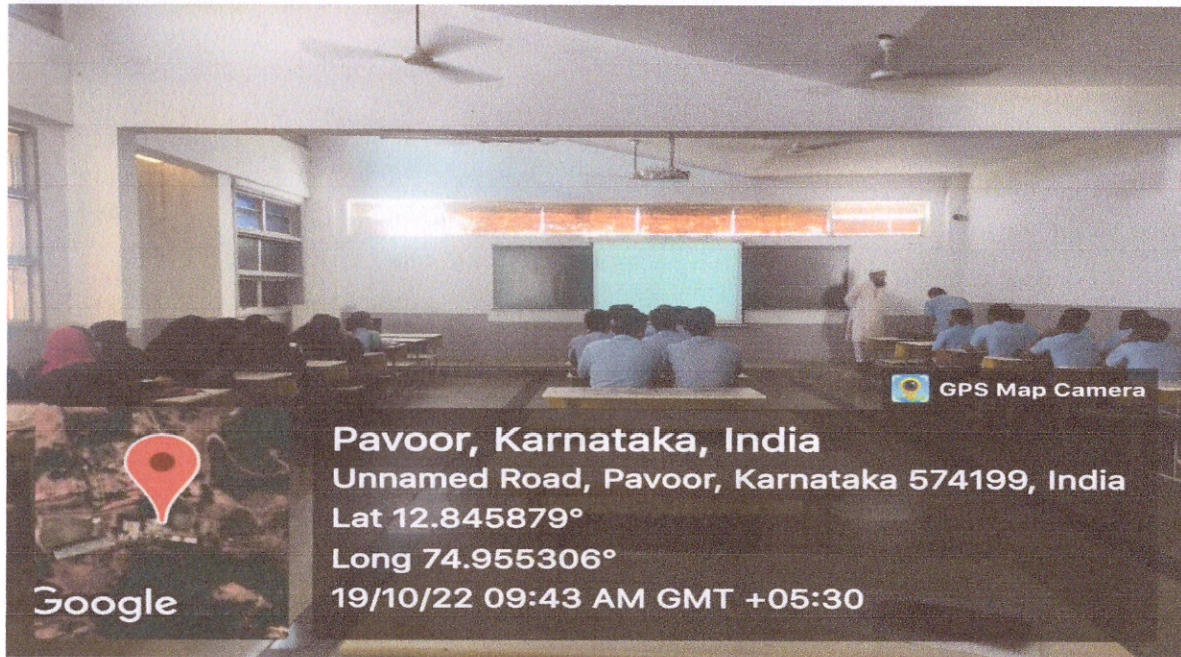 GPS Map Camera
Pavoor, Karnataka, India
Unnamed Road, Pavoor, Karnataka 574199, India
Lat 12.845879°
Long 74.955306°
19/10/22 09:43 AM GMT +05:30
Google